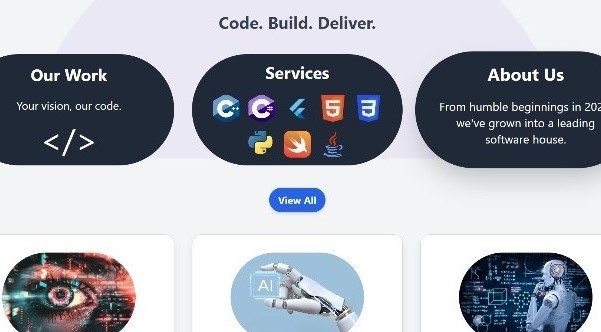 Code. Build. Deliver.
Our Work
Your vision, our code.
</>
Services
C++
C#
5
3
About Us
From humble beginnings in 202
we've grown into a leading
software house.
View All
AI